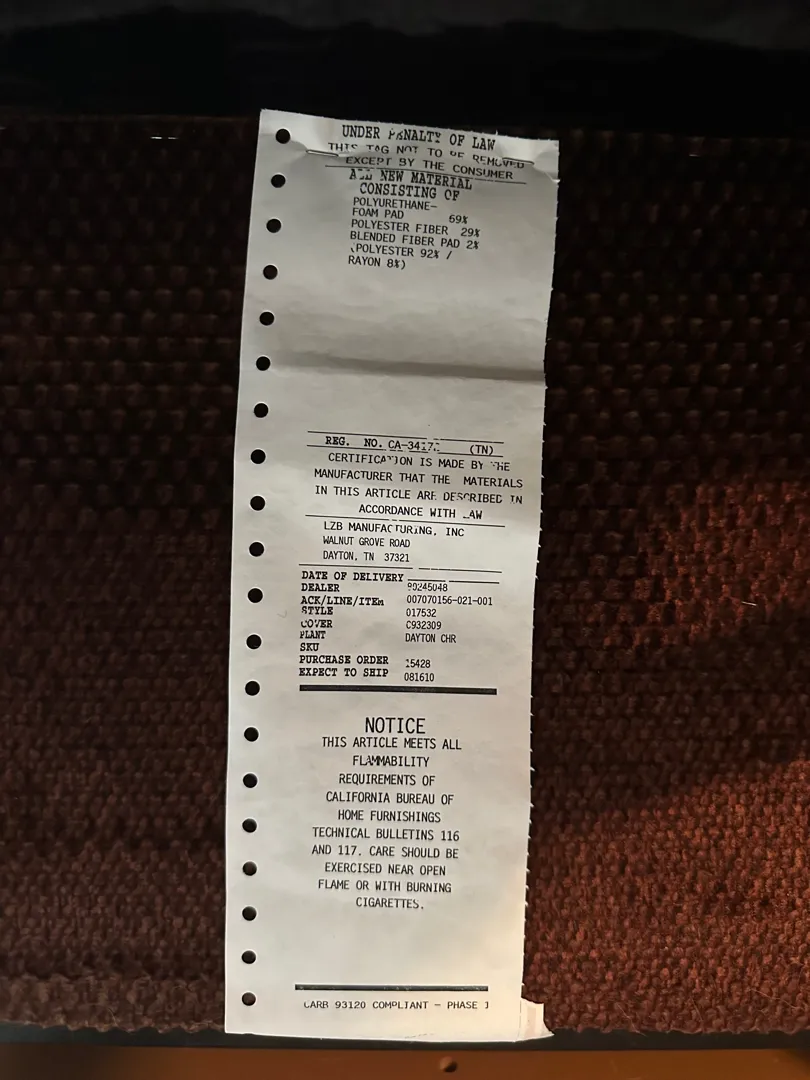 UNDER PENALTY OF LAW
THIS TAG NOT TO BE REMOVED
EXCEPT BY THE CONSUMER
ALL NEW MATERIAL
CONSISTING OF
POLYURETHANE-
FOAM PAD 69%
POLYESTER FIBER 29%
BLENDED FIBER PAD 2%
(POLYESTER 92% /
RAYON 8%)
REG. NO. (TN)
CERTIFICATION IS MADE BY THE
MANUFACTURER THAT THE MATERIALS
IN THIS ARTICLE ARE DESCRIBED IN
ACCORDANCE WITH LAW
LZB MANUFACTURING, INC
WALNUT GROVE ROAD
DAYTON, TN 37321
DATE OF DELIVERY
DEALER
ACK/LINE/ITEM 007070156-021-001
STYLE 017532
COVER C932309
PLANT DAYTON CHR
SKU
PURCHASE ORDER 15428
EXPECT TO SHIP 081610
NOTICE
THIS ARTICLE MEETS ALL
FLAMMABILITY
REQUIREMENTS OF
CALIFORNIA BUREAU OF
HOME FURNISHINGS
TECHNICAL BULLETINS 116
AND 117. CARE SHOULD BE
EXERCISED NEAR OPEN
FLAME OR WITH BURNING
CIGARETTES.
CARB 93120 COMPLIANT - PHASE 1